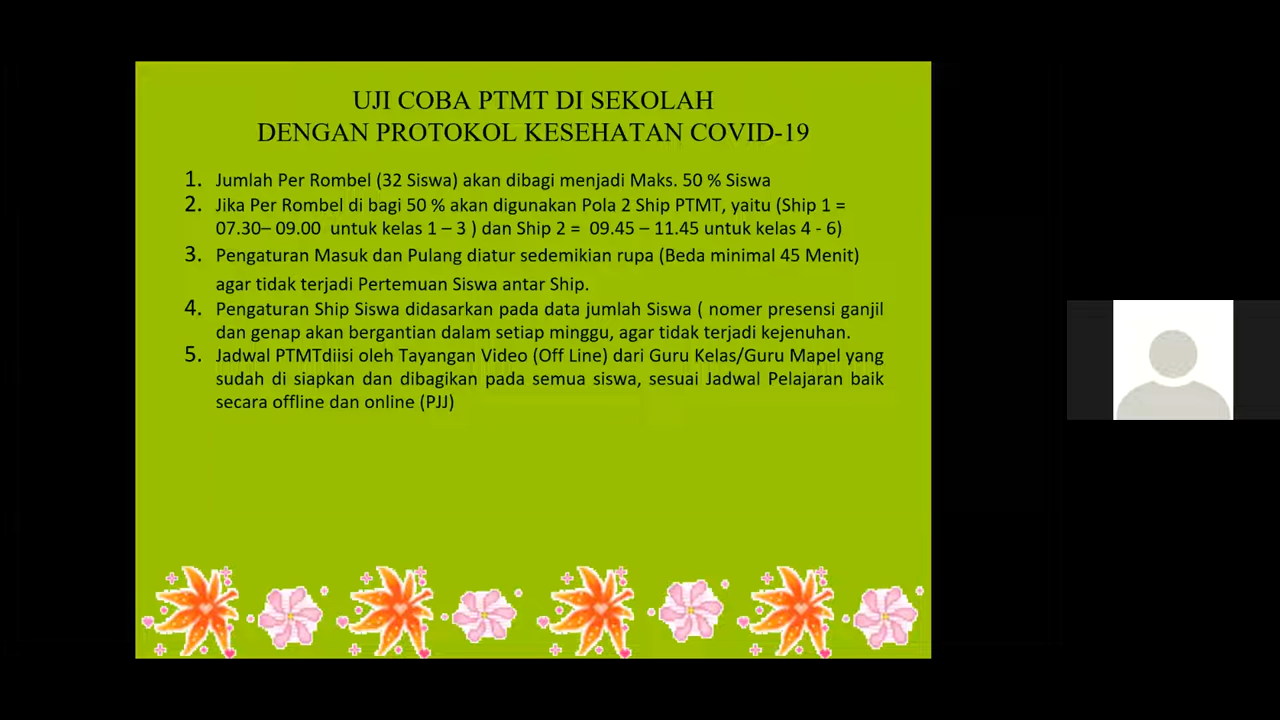 UJI COBA PTMT DI SEKOLAH
DENGAN PROTOKOL KESEHATAN COVID-19
1. Jumlah Per Rombel (32 Siswa) akan dibagi menjadi Maks. 50 % Siswa
2. Jika Per Rombel di bagi 50 % akan digunakan Pola 2 Ship PTMT, yaitu (Ship 1 =
07.30– 09.00 untuk kelas 1 – 3 ) dan Ship 2 = 09.45 – 11.45 untuk kelas 4 - 6)
3. Pengaturan Masuk dan Pulang diatur sedemikian rupa (Beda minimal 45 Menit)
agar tidak terjadi Pertemuan Siswa antar Ship.
4. Pengaturan Ship Siswa didasarkan pada data jumlah Siswa ( nomer presensi ganjil
dan genap akan bergantian dalam setiap minggu, agar tidak terjadi kejenuhan.
5. Jadwal PTMTdiisi oleh Tayangan Video (Off Line) dari Guru Kelas/Guru Mapel yang
sudah di siapkan dan dibagikan pada semua siswa, sesuai Jadwal Pelajaran baik
secara offline dan online (PJJ)